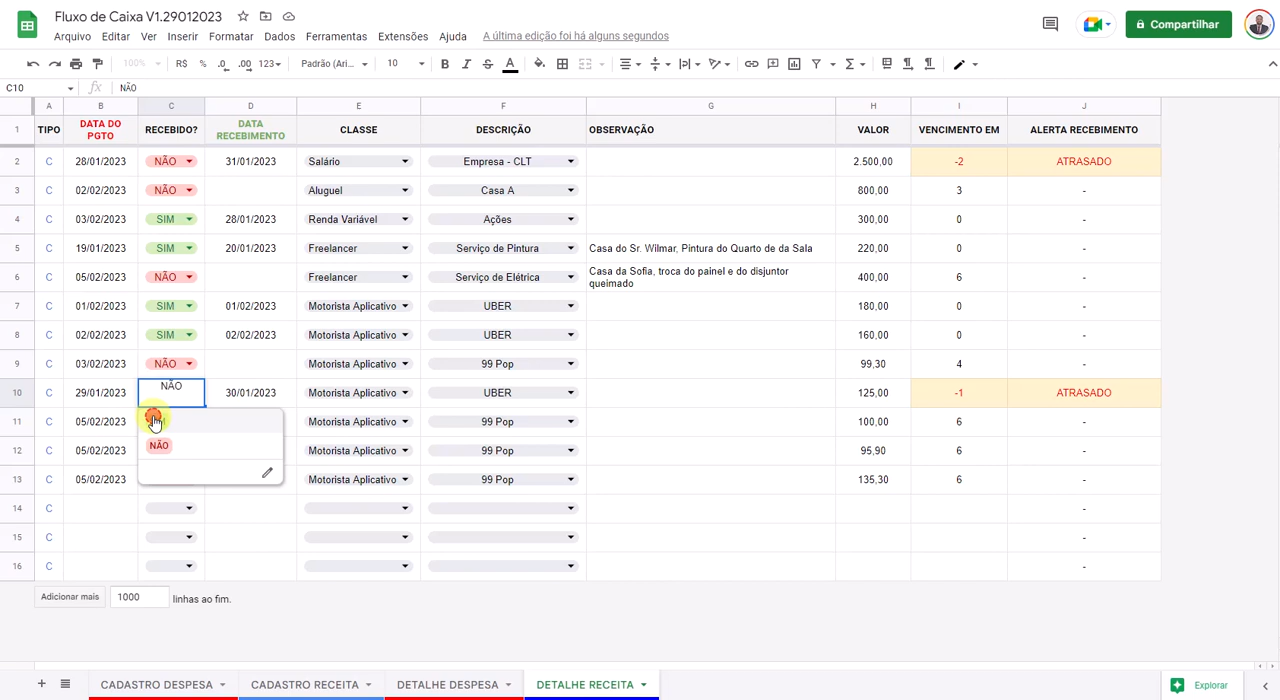 Fluxo de Caixa V1.29012023
Arquivo Editar Ver Inserir Formatar Dados Ferramentas Extensões Ajuda A última edição foi há alguns segundos
Compartilhar
100% R$ % .0 .00 123 Padrão (Ari... 10 B I S A
C10 fx NÃO
A B C D E F G H I J
1 TIPO DATA DO PGTO RECEBIDO? DATA RECEBIMENTO CLASSE DESCRIÇÃO OBSERVAÇÃO VALOR VENCIMENTO EM ALERTA RECEBIMENTO
2 C 28/01/2023 NÃO 31/01/2023 Salário Empresa - CLT 2.500,00 -2 ATRASADO
3 C 02/02/2023 NÃO Aluguel Casa A 800,00 3 -
4 C 03/02/2023 SIM 28/01/2023 Renda Variável Ações 300,00 0 -
5 C 19/01/2023 SIM 20/01/2023 Freelancer Serviço de Pintura Casa do Sr. Wilmar, Pintura do Quarto de da Sala 220,00 0 -
6 C 05/02/2023 NÃO Freelancer Serviço de Elétrica Casa da Sofia, troca do painel e do disjuntor queimado 400,00 6 -
7 C 01/02/2023 SIM 01/02/2023 Motorista Aplicativo UBER 180,00 0 -
8 C 02/02/2023 SIM 02/02/2023 Motorista Aplicativo UBER 160,00 0 -
9 C 03/02/2023 NÃO Motorista Aplicativo 99 Pop 99,30 4 -
10 C 29/01/2023 NÃO 30/01/2023 Motorista Aplicativo UBER 125,00 -1 ATRASADO
11 C 05/02/2023 Motorista Aplicativo 99 Pop 100,00 6 -
12 C 05/02/2023 NÃO Motorista Aplicativo 99 Pop 95,90 6 -
13 C 05/02/2023 Motorista Aplicativo 99 Pop 135,30 6 -
14 C -
15 C -
16 C -
Adicionar mais 1000 linhas ao fim.
CADASTRO DESPESA CADASTRO RECEITA DETALHE DESPESA DETALHE RECEITA Explorar